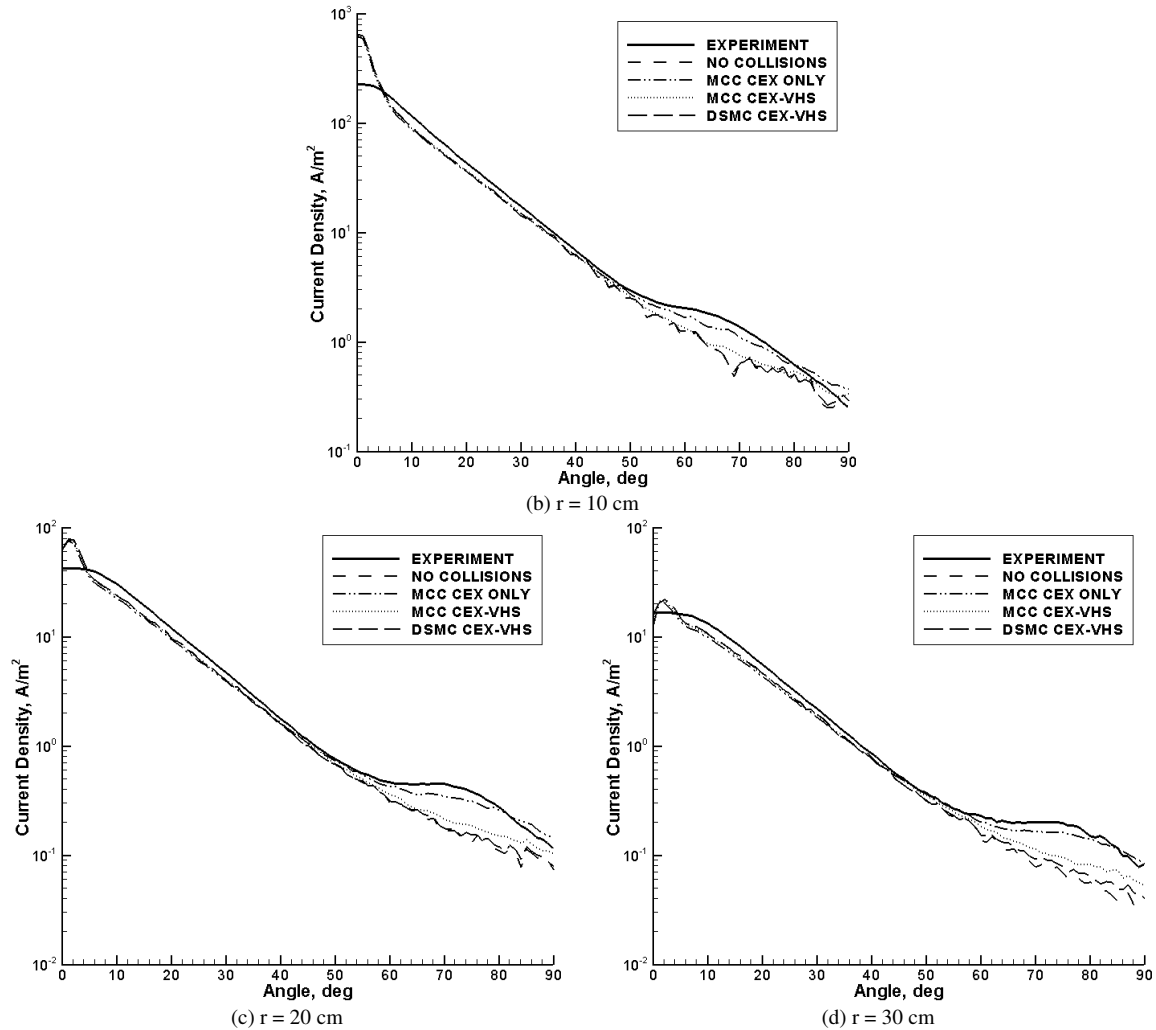 10³
10²
10¹
10⁰
10⁻¹
Current Density, A/m²
EXPERIMENT
NO COLLISIONS
MCC CEX ONLY
MCC CEX-VHS
DSMC CEX-VHS
0 10 20 30 40 50 60 70 80 90
Angle, deg
(b) r = 10 cm
10²
10¹
10⁰
10⁻¹
10⁻²
Current Density, A/m²
EXPERIMENT
NO COLLISIONS
MCC CEX ONLY
MCC CEX-VHS
DSMC CEX-VHS
0 10 20 30 40 50 60 70 80 90
Angle, deg
(c) r = 20 cm
10²
10¹
10⁰
10⁻¹
10⁻²
Current Density, A/m²
EXPERIMENT
NO COLLISIONS
MCC CEX ONLY
MCC CEX-VHS
DSMC CEX-VHS
0 10 20 30 40 50 60 70 80 90
Angle, deg
(d) r = 30 cm